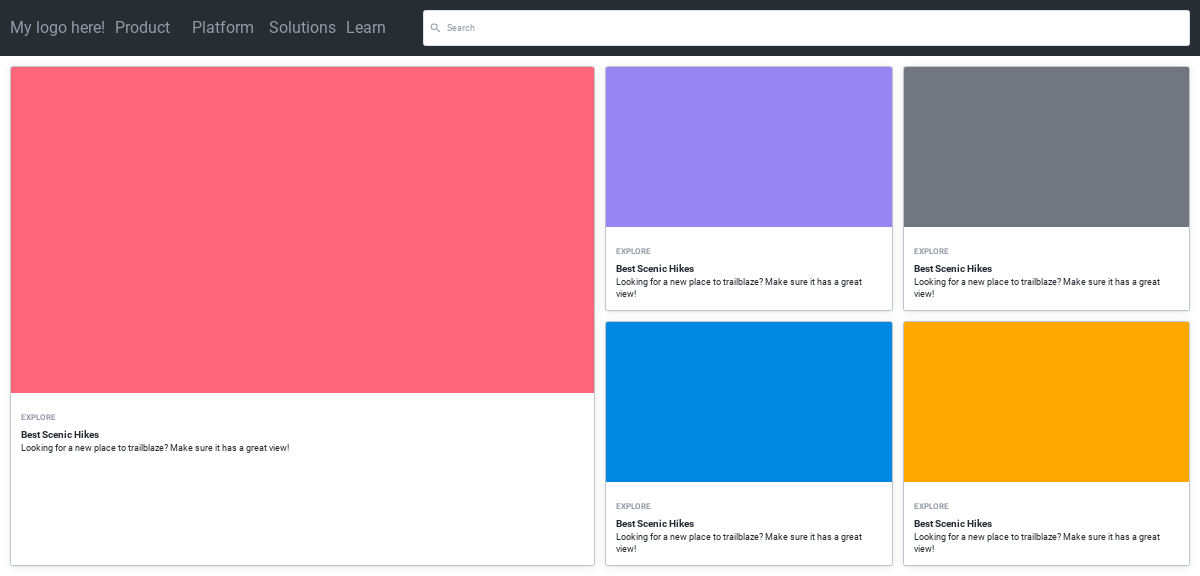 My logo here! Product Platform Solutions Learn Search
EXPLORE
Best Scenic Hikes
Looking for a new place to trailblaze? Make sure it has a great view!
EXPLORE
Best Scenic Hikes
Looking for a new place to trailblaze? Make sure it has a great
view!
EXPLORE
Best Scenic Hikes
Looking for a new place to trailblaze? Make sure it has a great
view!
EXPLORE
Best Scenic Hikes
Looking for a new place to trailblaze? Make sure it has a great
view!
EXPLORE
Best Scenic Hikes
Looking for a new place to trailblaze? Make sure it has a great
view!